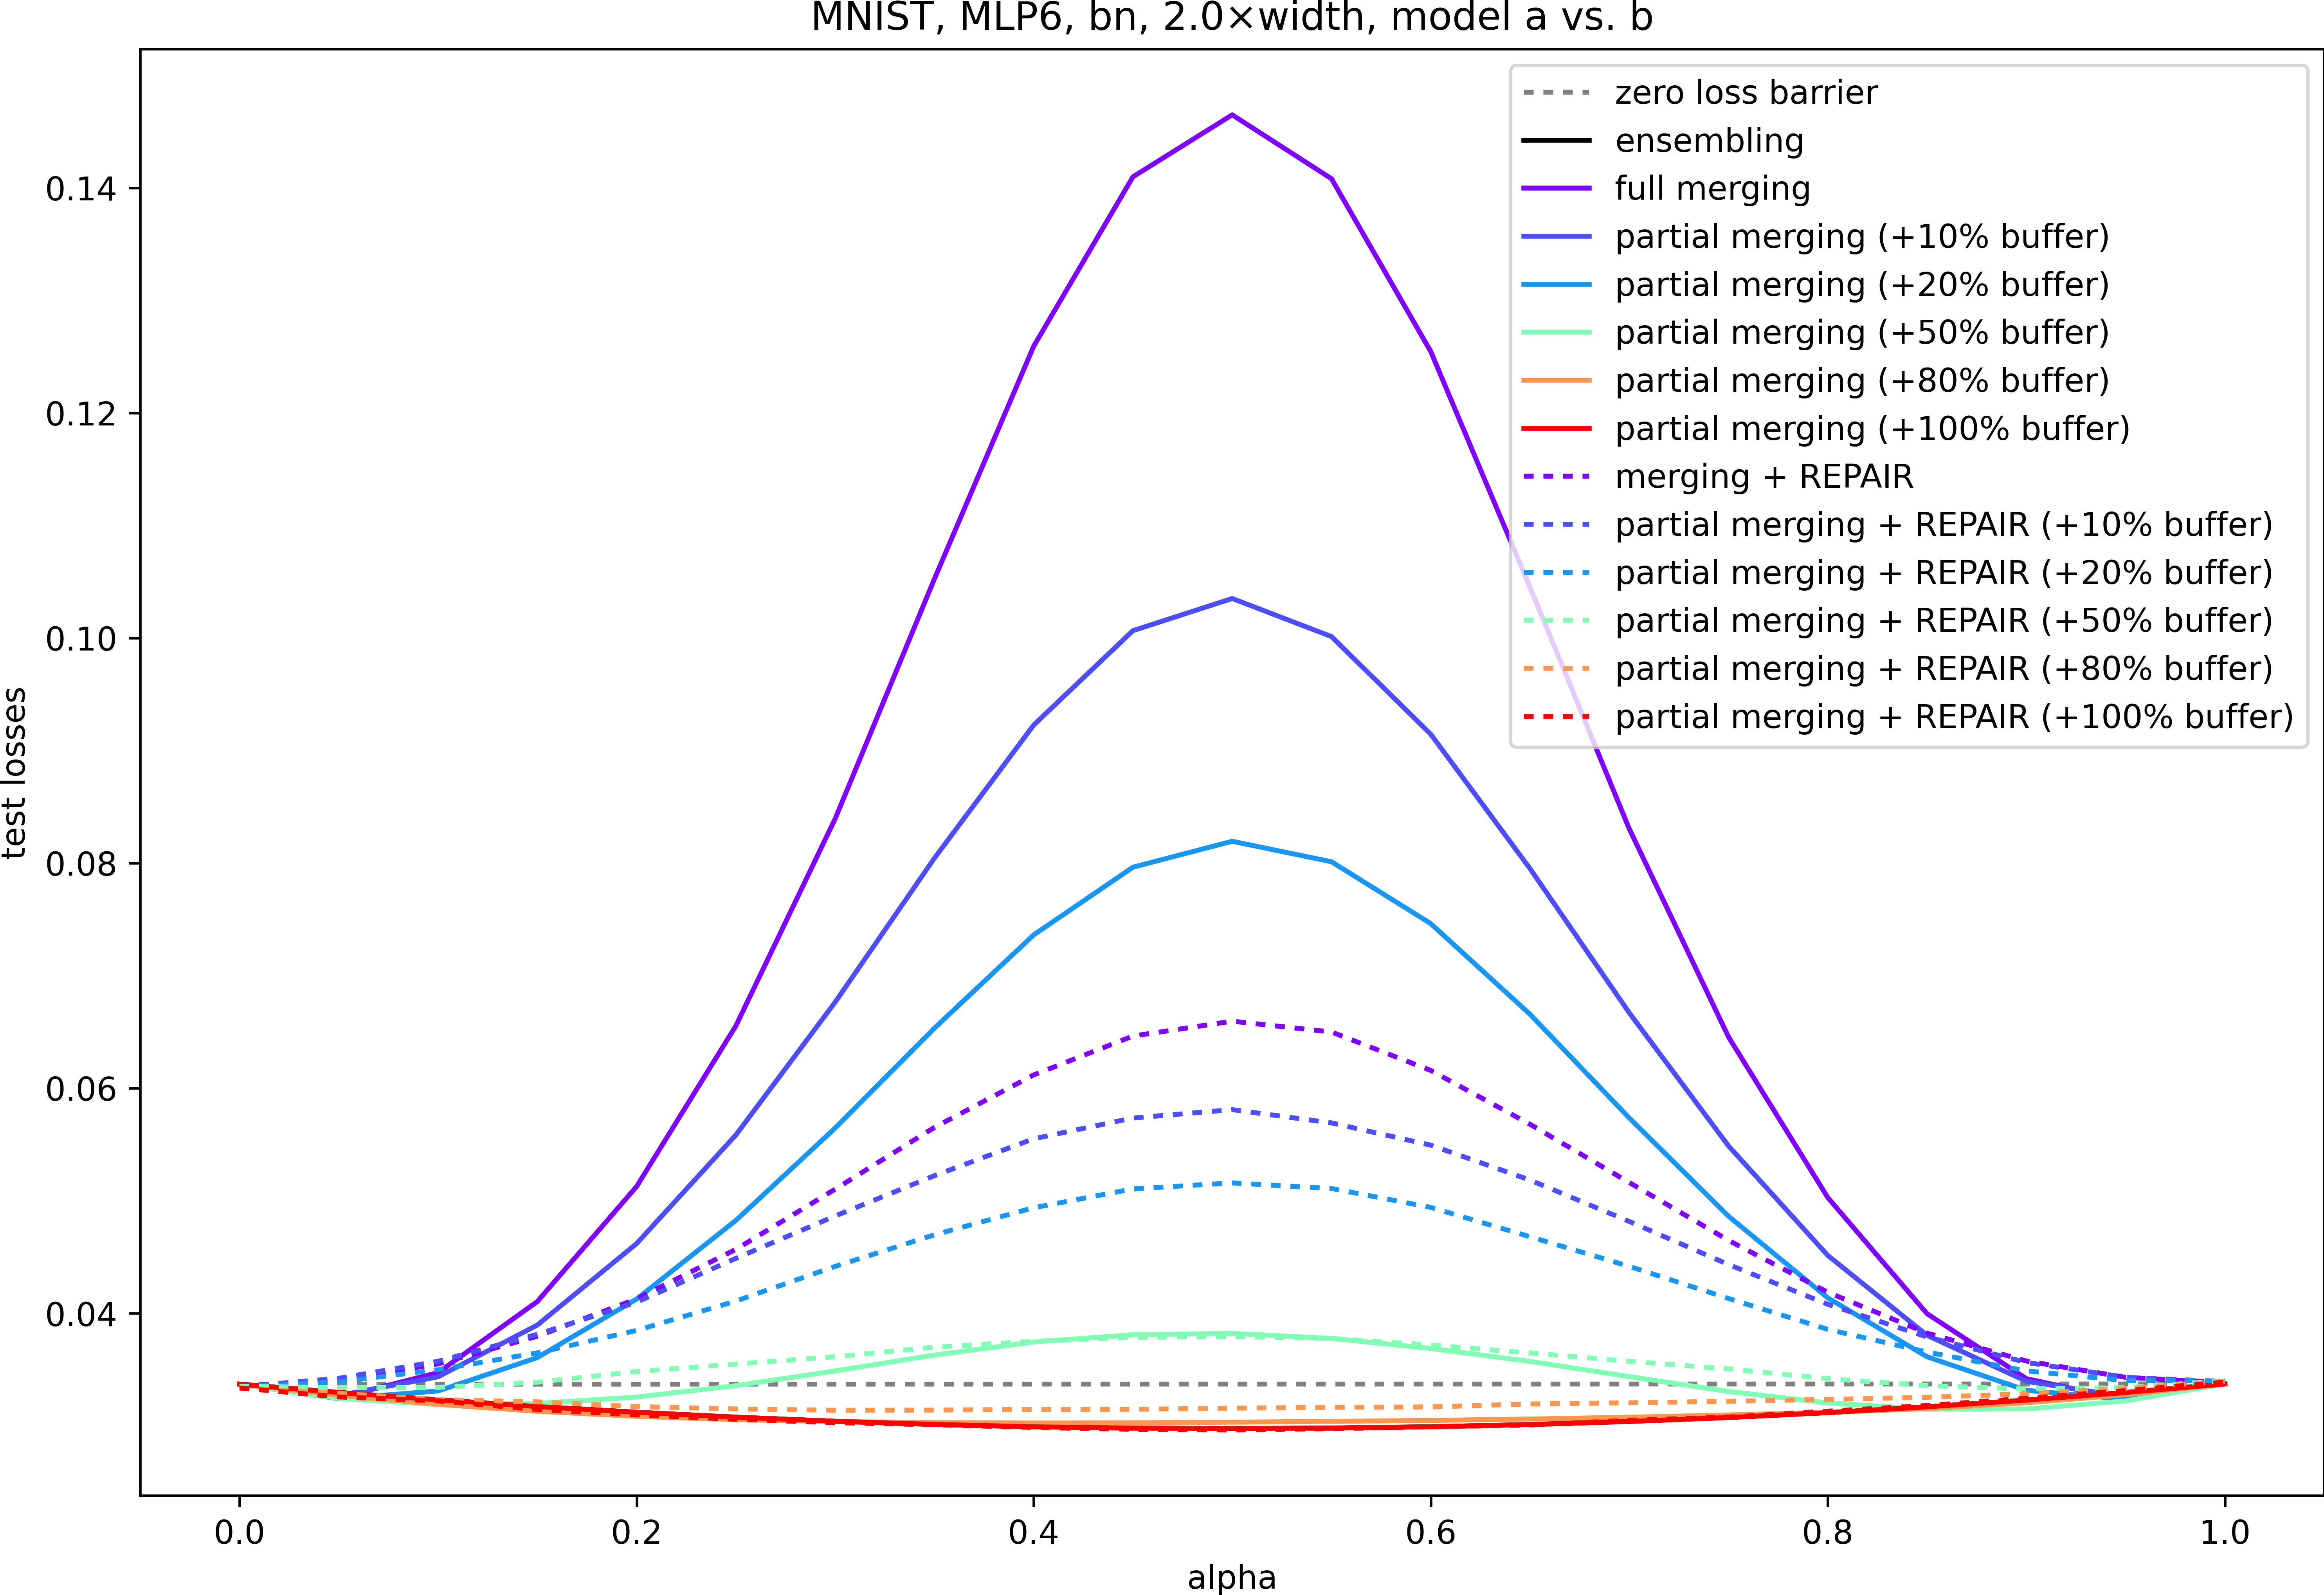 MNIST, MLP6, bn, 2.0×width, model a vs. b
zero loss barrier
ensembling
full merging
partial merging (+10% buffer)
partial merging (+20% buffer)
partial merging (+50% buffer)
partial merging (+80% buffer)
partial merging (+100% buffer)
merging + REPAIR
partial merging + REPAIR (+10% buffer)
partial merging + REPAIR (+20% buffer)
partial merging + REPAIR (+50% buffer)
partial merging + REPAIR (+80% buffer)
partial merging + REPAIR (+100% buffer)
test losses
0.14
0.12
0.10
0.08
0.06
0.04
0.0 0.2 0.4 0.6 0.8 1.0
alpha